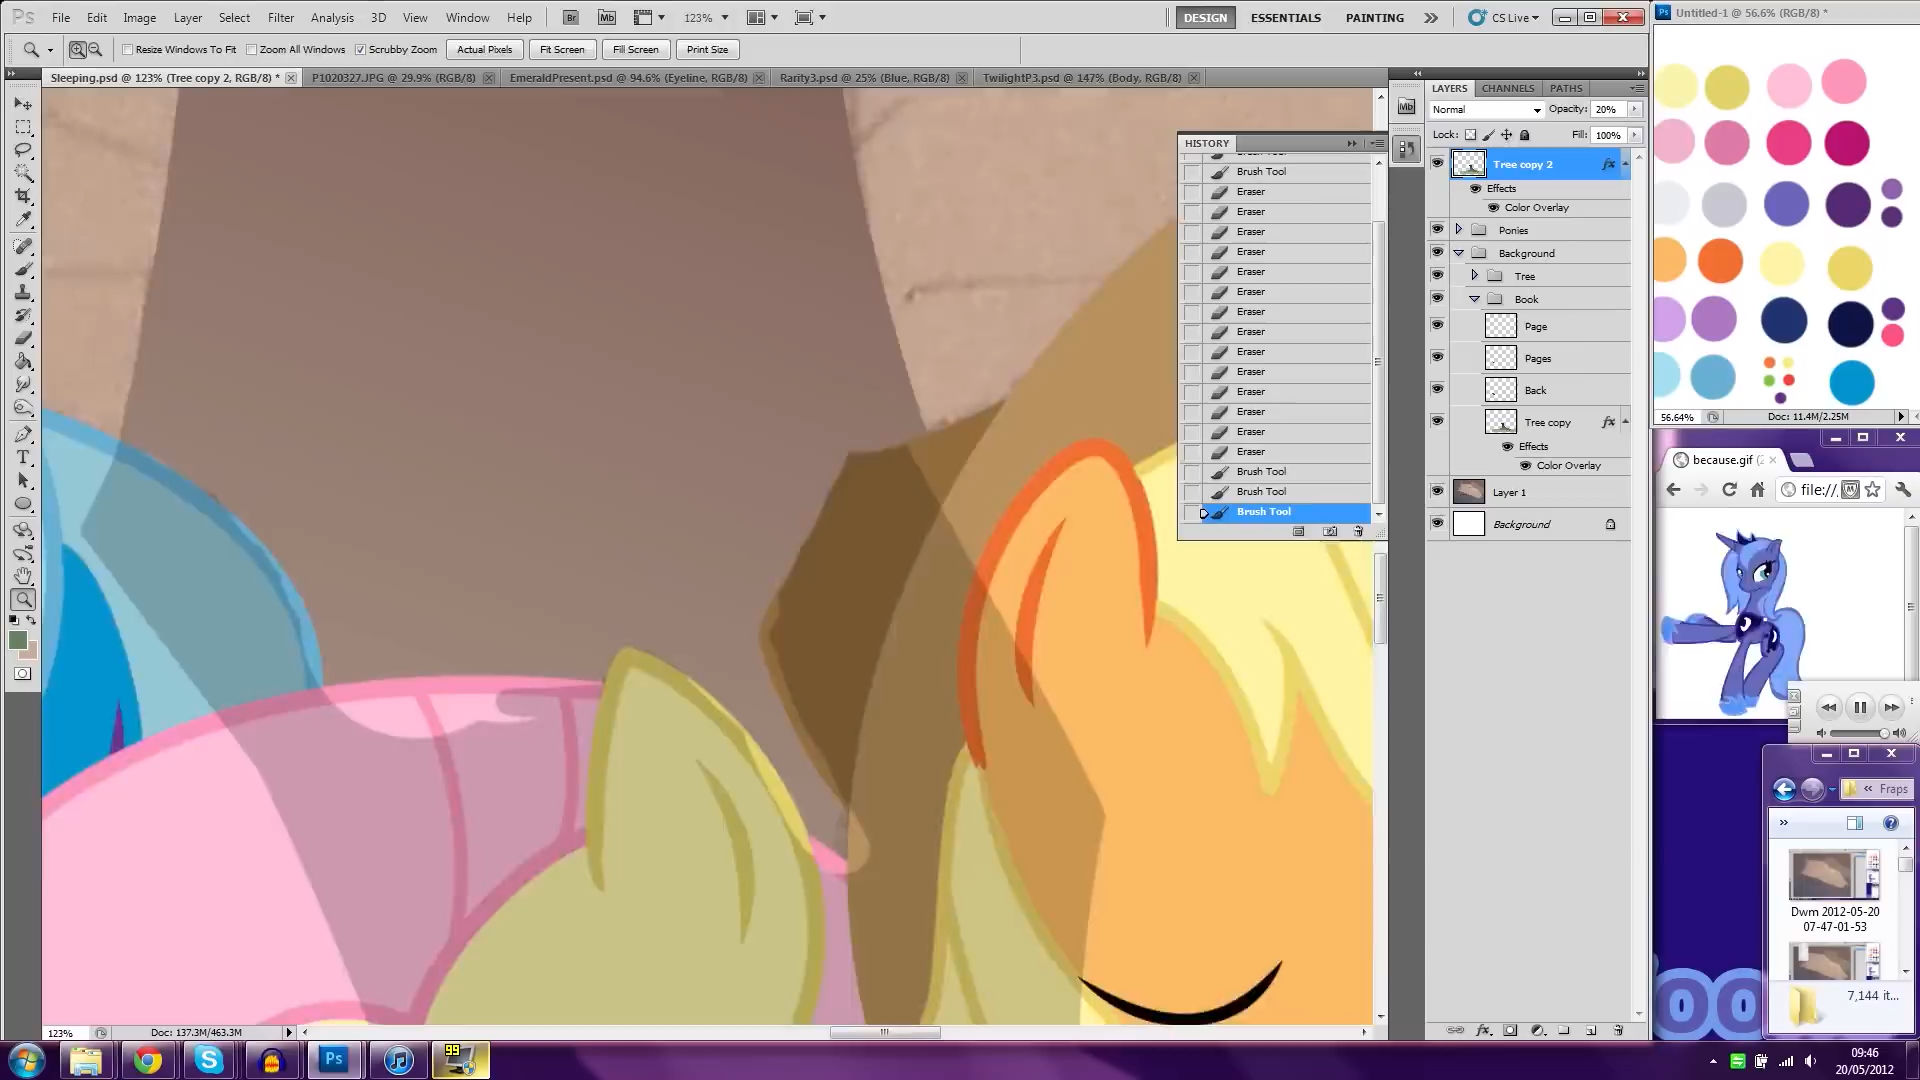 Ps File Edit Image Layer Select Filter Analysis 3D View Window Help Br Mb 123% DESIGN ESSENTIALS PAINTING CS Live
Resize Windows To Fit Zoom All Windows Scrubby Zoom Actual Pixels Fit Screen Fill Screen Print Size
Sleeping.psd @ 123% (Tree copy 2, RGB/8) * P1020327.JPG @ 29.9% (RGB/8) EmeraldPresent.psd @ 94.6% (Eyeline, RGB/8) Rarity3.psd @ 25% (Blue, RGB/8) TwilightP3.psd @ 147% (Body, RGB/8)
HISTORY
Brush Tool
Brush Tool
Eraser
Eraser
Eraser
Eraser
Eraser
Eraser
Eraser
Eraser
Eraser
Eraser
Eraser
Eraser
Eraser
Eraser
Brush Tool
Brush Tool
Brush Tool
Mb
LAYERS CHANNELS PATHS
Normal Opacity: 20%
Lock: Fill: 100%
Tree copy 2 fx
Effects
Color Overlay
Ponies
Background
Tree
Book
Page
Pages
Back
Tree copy fx
Effects
Color Overlay
Layer 1
Background
Ps Untitled-1 @ 56.6% (RGB/8) *
56.64% Doc: 11.4M/2.25M
because.gif (
file://
« Fraps
»
Dwm 2012-05-20
07-47-01-53
7,144 it...
123% Doc: 137.3M/463.3M
Ps
99
09:46
20/05/2012